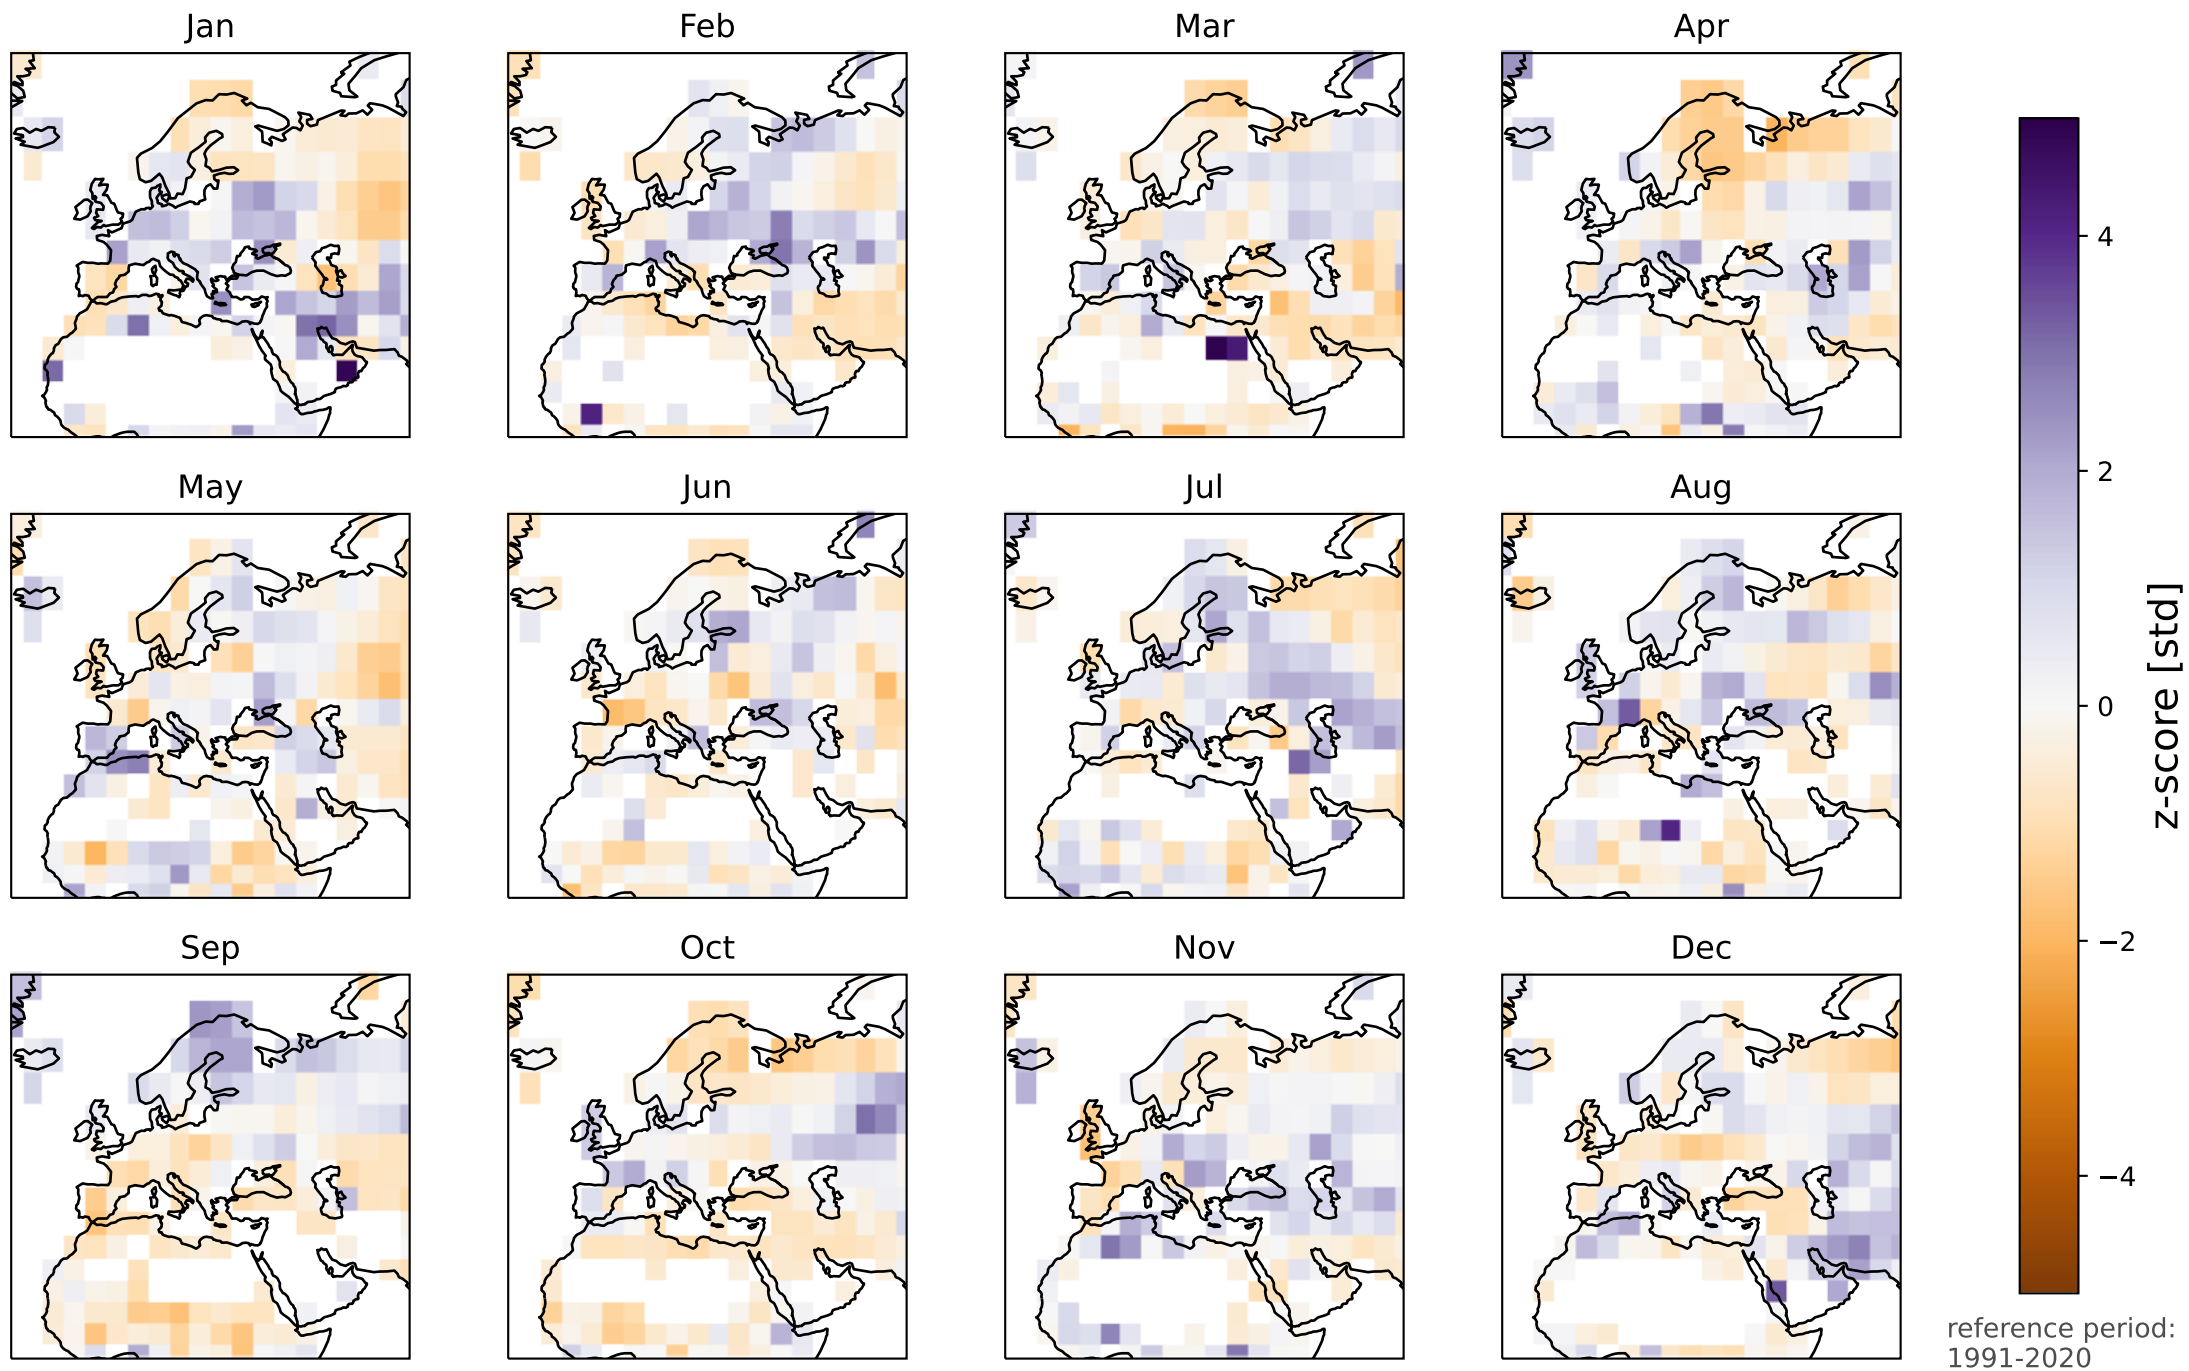 Jan
Feb
Mar
Apr
May
Jun
Jul
Aug
Sep
Oct
Nov
Dec
4
2
0
−2
−4
z-score [std]
reference period:
1991-2020